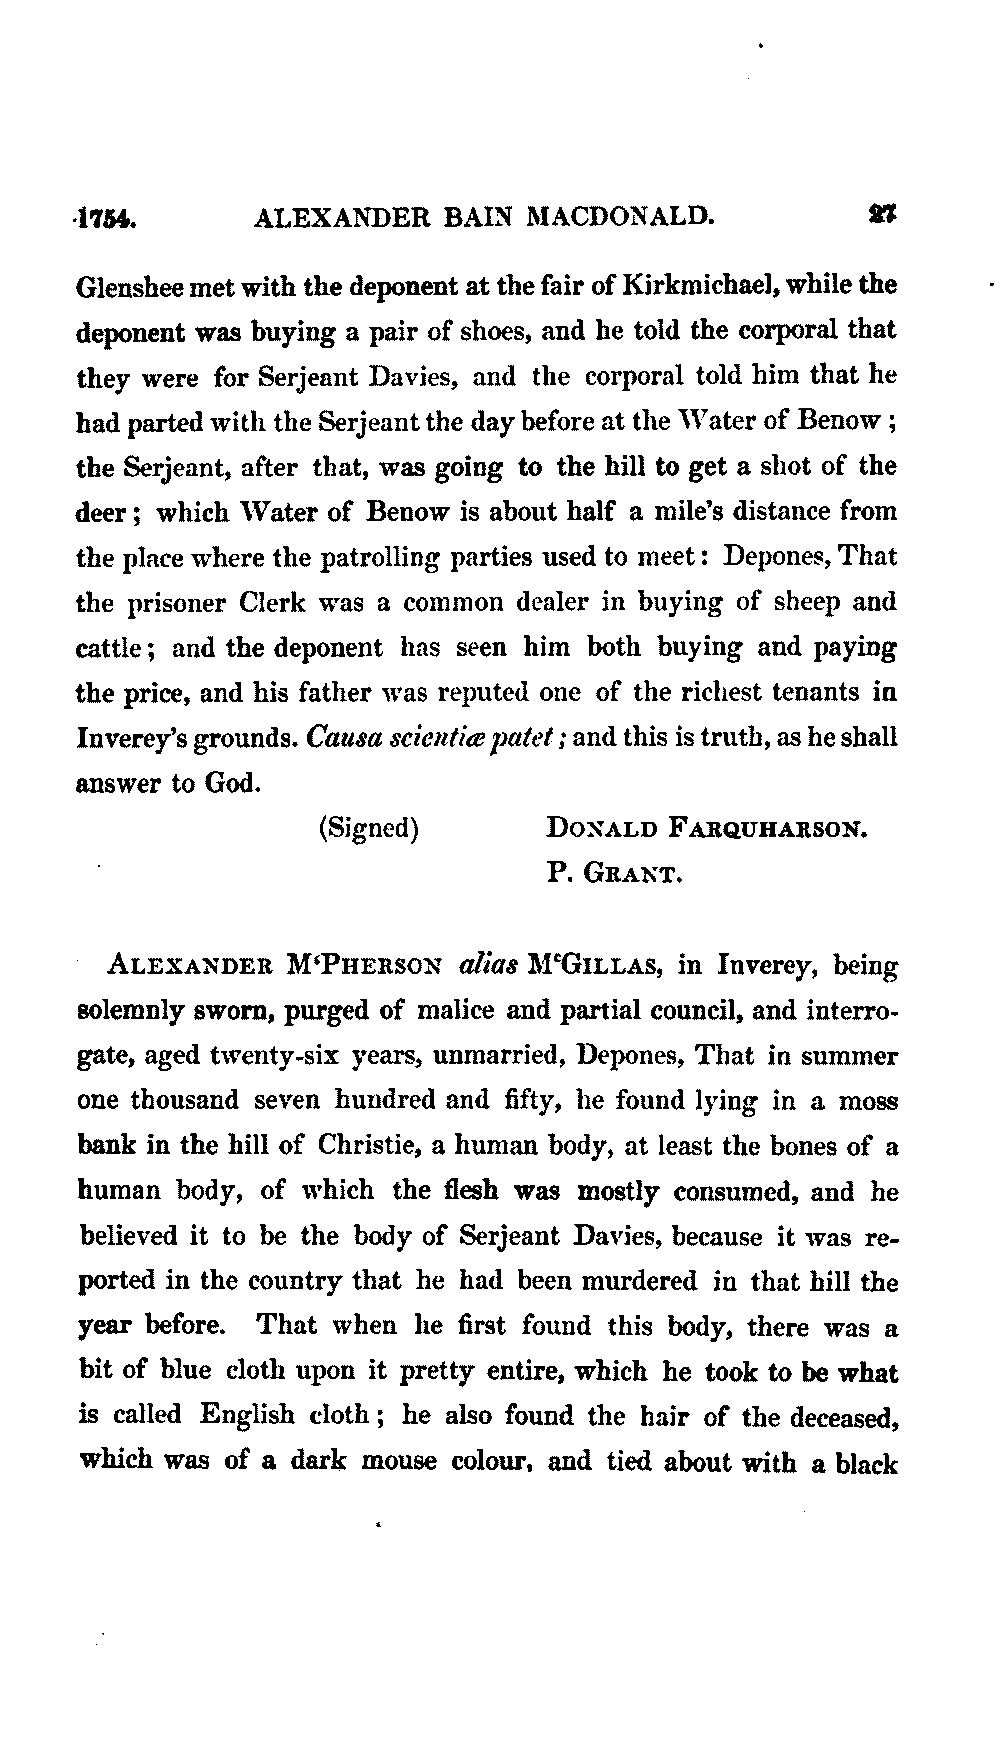 1754. ALEXANDER BAIN MACDONALD. 27
Glenshee met with the deponent at the fair of Kirkmichael, while the
deponent was buying a pair of shoes, and he told the corporal that
they were for Serjeant Davies, and the corporal told him that he
had parted with the Serjeant the day before at the Water of Benow ;
the Serjeant, after that, was going to the hill to get a shot of the
deer ; which Water of Benow is about half a mile's distance from
the place where the patrolling parties used to meet : Depones, That
the prisoner Clerk was a common dealer in buying of sheep and
cattle ; and the deponent has seen him both buying and paying
the price, and his father was reputed one of the richest tenants in
Inverey's grounds. Causa scientiæ patet ; and this is truth, as he shall
answer to God.
(Signed) DONALD FARQUHARSON.
P. GRANT.
ALEXANDER M‘PHERSON alias McGILLAS, in Inverey, being
solemnly sworn, purged of malice and partial council, and interro-
gate, aged twenty-six years, unmarried, Depones, That in summer
one thousand seven hundred and fifty, he found lying in a moss
bank in the hill of Christie, a human body, at least the bones of a
human body, of which the flesh was mostly consumed, and he
believed it to be the body of Serjeant Davies, because it was re-
ported in the country that he had been murdered in that hill the
year before. That when he first found this body, there was a
bit of blue cloth upon it pretty entire, which he took to be what
is called English cloth ; he also found the hair of the deceased,
which was of a dark mouse colour, and tied about with a black